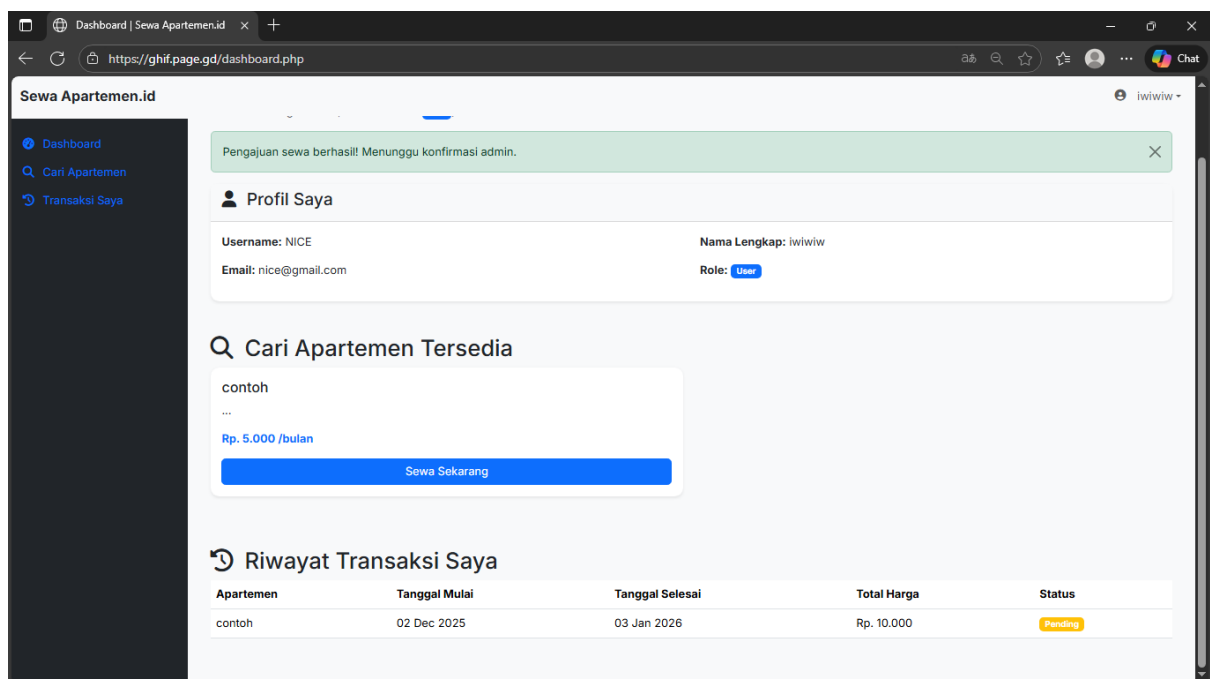 Dashboard | Sewa Apartemen.id
https://ghif.page.gd/dashboard.php
Chat
Sewa Apartemen.id
iwiwiw
Dashboard
Cari Apartemen
Transaksi Saya
Pengajuan sewa berhasil! Menunggu konfirmasi admin.
Profil Saya
Username: NICE
Nama Lengkap: iwiwiw
Email: nice@gmail.com
Role: User
Cari Apartemen Tersedia
contoh
...
Rp. 5.000 /bulan
Sewa Sekarang
Riwayat Transaksi Saya
Apartemen Tanggal Mulai Tanggal Selesai Total Harga Status
contoh 02 Dec 2025 03 Jan 2026 Rp. 10.000 Pending